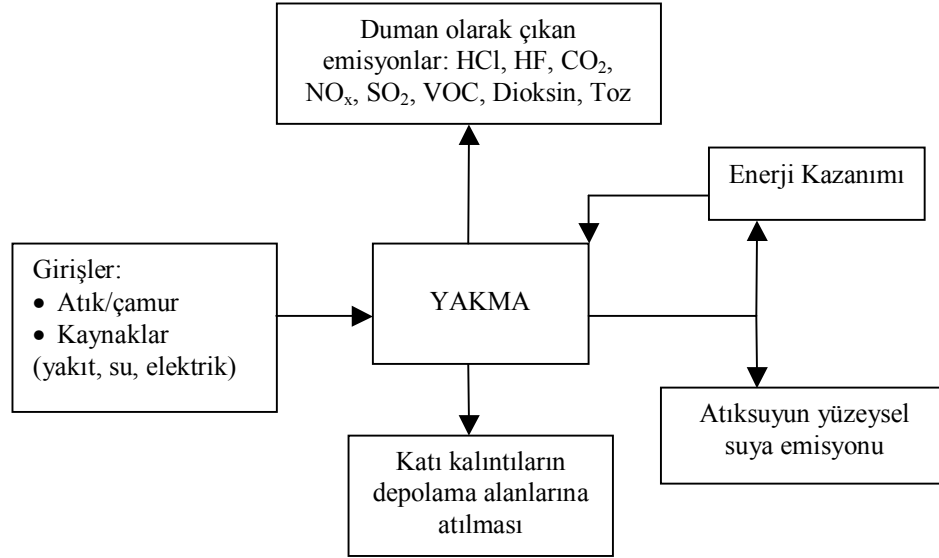 Duman olarak çıkan
emisyonlar: HCl, HF, CO₂,
NOₓ, SO₂, VOC, Dioksin, Toz
Enerji Kazanımı
Girişler:
• Atık/çamur
• Kaynaklar
(yakıt, su, elektrik)
YAKMA
Atıksuyun yüzeysel
suya emisyonu
Katı kalıntıların
depolama alanlarına
atılması